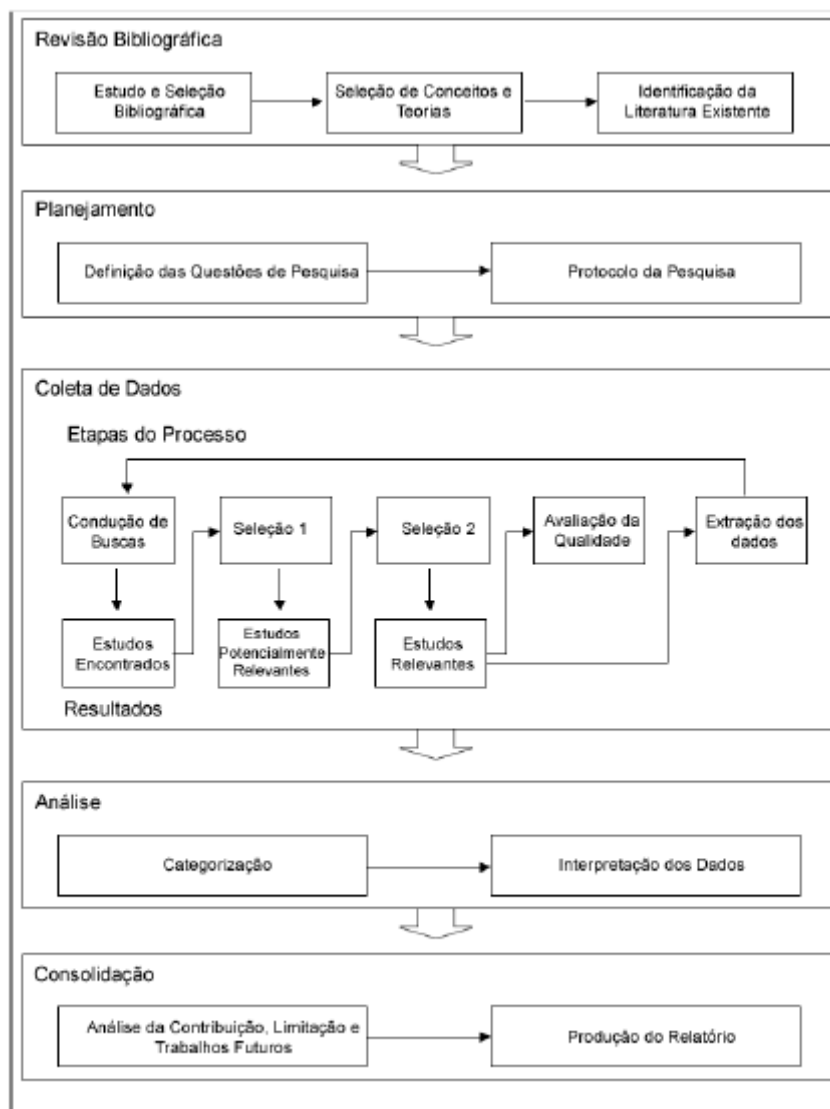 Revisão Bibliográfica
Estudo e Seleção
Bibliográfica
Seleção de Conceitos e
Teorias
Identificação da
Literatura Existente
Planejamento
Definição das Questões de Pesquisa
Protocolo da Pesquisa
Coleta de Dados
Etapas do Processo
Condução de
Buscas
Seleção 1
Seleção 2
Avaliação da
Qualidade
Extração dos
dados
Estudos
Encontrados
Estudos
Potencialmente
Relevantes
Estudos
Relevantes
Resultados
Análise
Categorização
Interpretação dos Dados
Consolidação
Análise da Contribuição, Limitação e
Trabalhos Futuros
Produção do Relatório